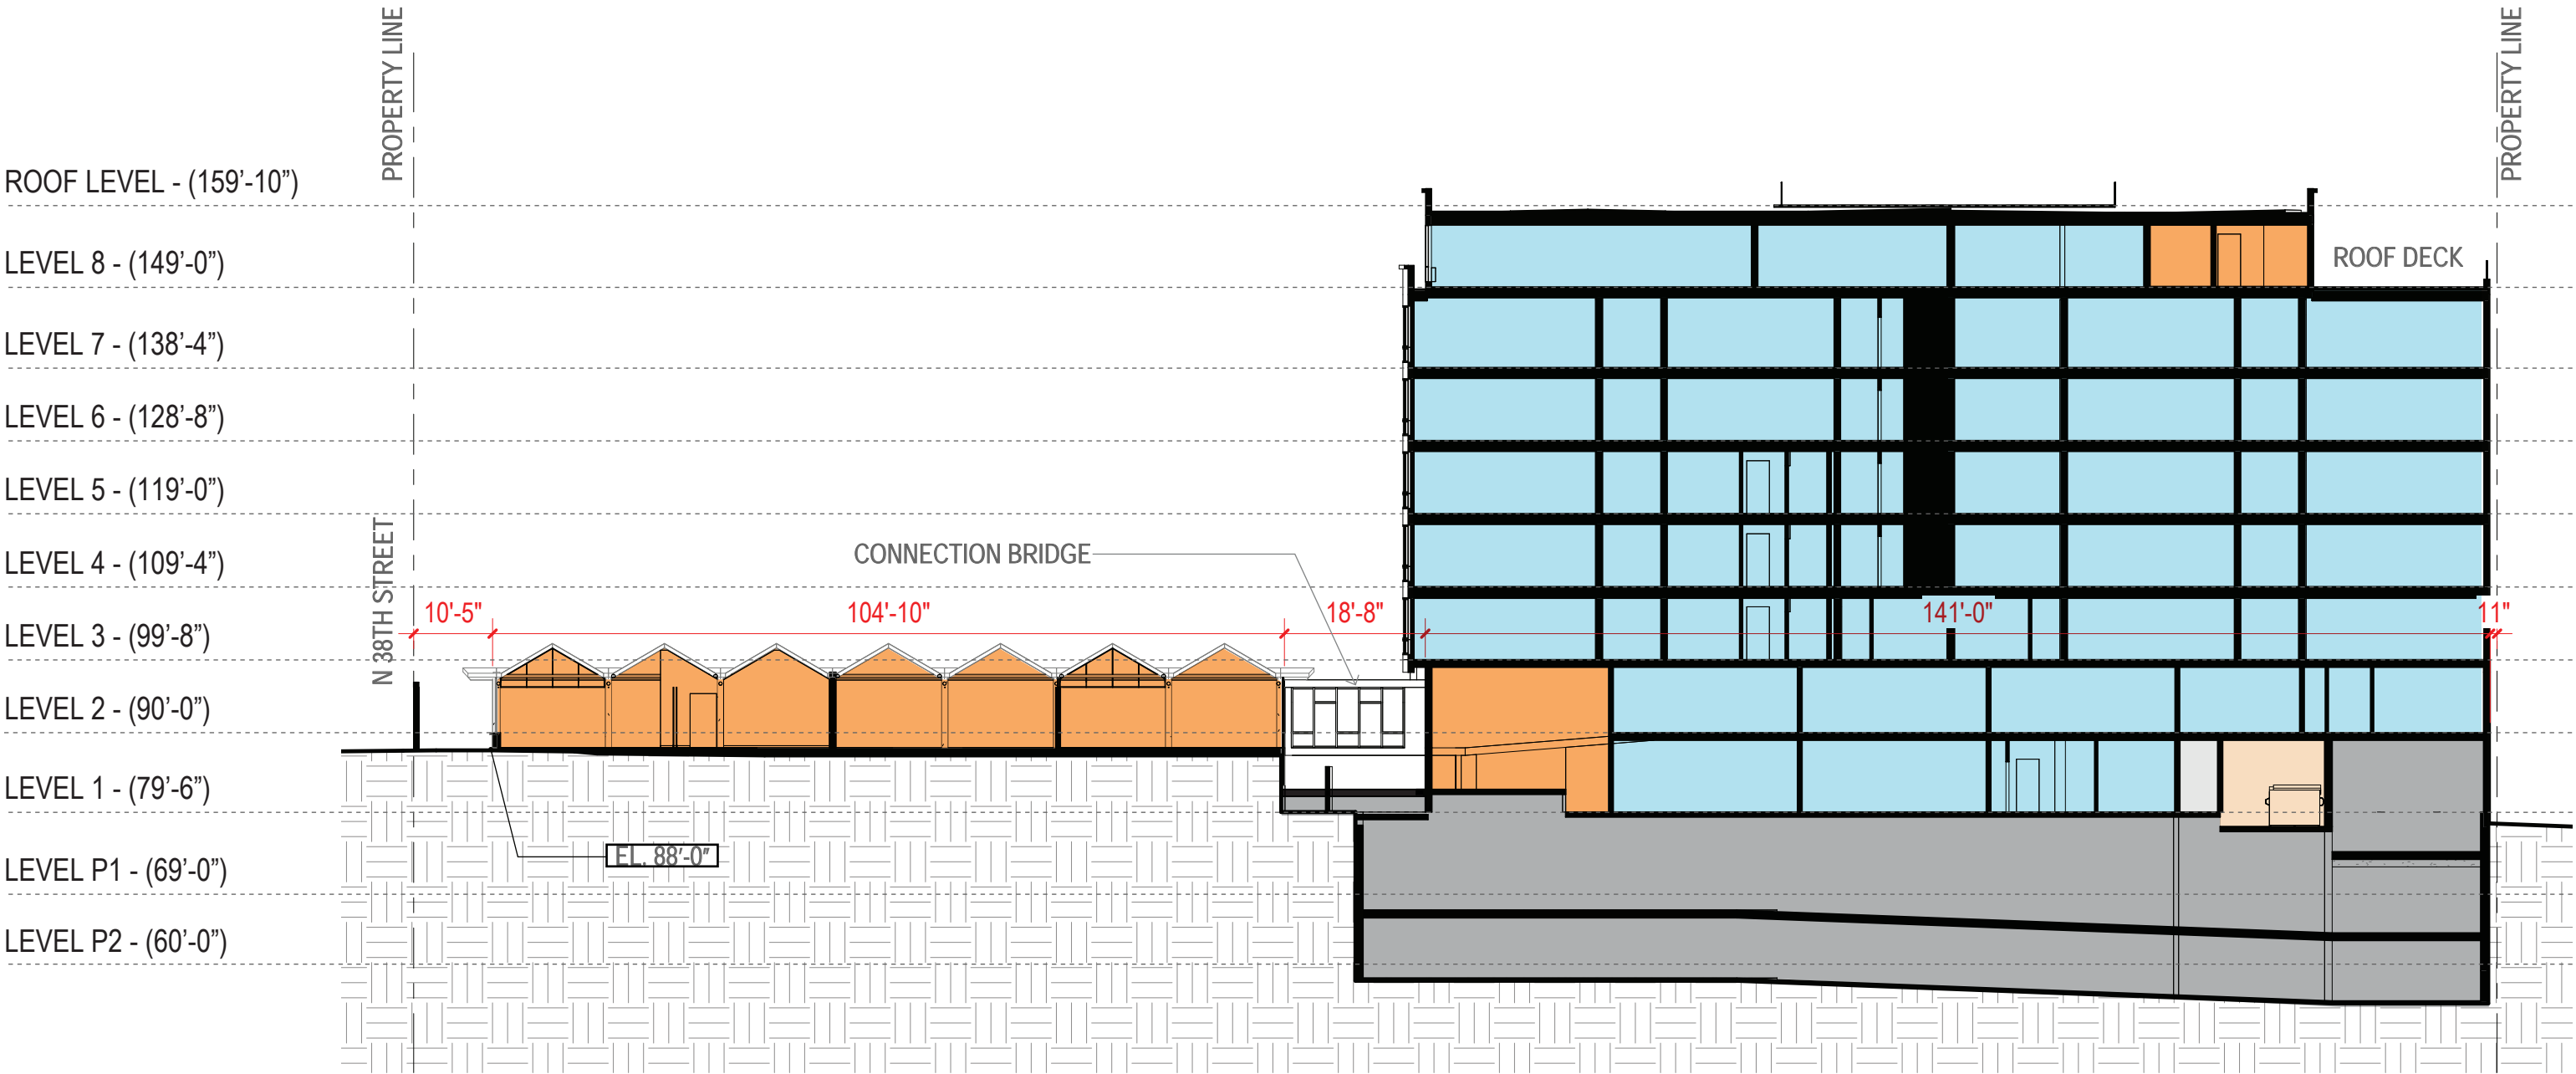 PROPERTY LINE
PROPERTY LINE
ROOF LEVEL - (159'-10”)
LEVEL 8 - (149’-0”)
ROOF DECK
LEVEL 7 - (138’-4”)
LEVEL 6 - (128’-8”)
LEVEL 5 - (119’-0”)
LEVEL 4 - (109’-4”)
CONNECTION BRIDGE
N 38TH STREET
10'-5"
104'-10"
18'-8"
141'-0"
11"
LEVEL 3 - (99’-8”)
LEVEL 2 - (90’-0”)
LEVEL 1 - (79’-6”)
EL. 88'-0"
LEVEL P1 - (69’-0”)
LEVEL P2 - (60’-0”)